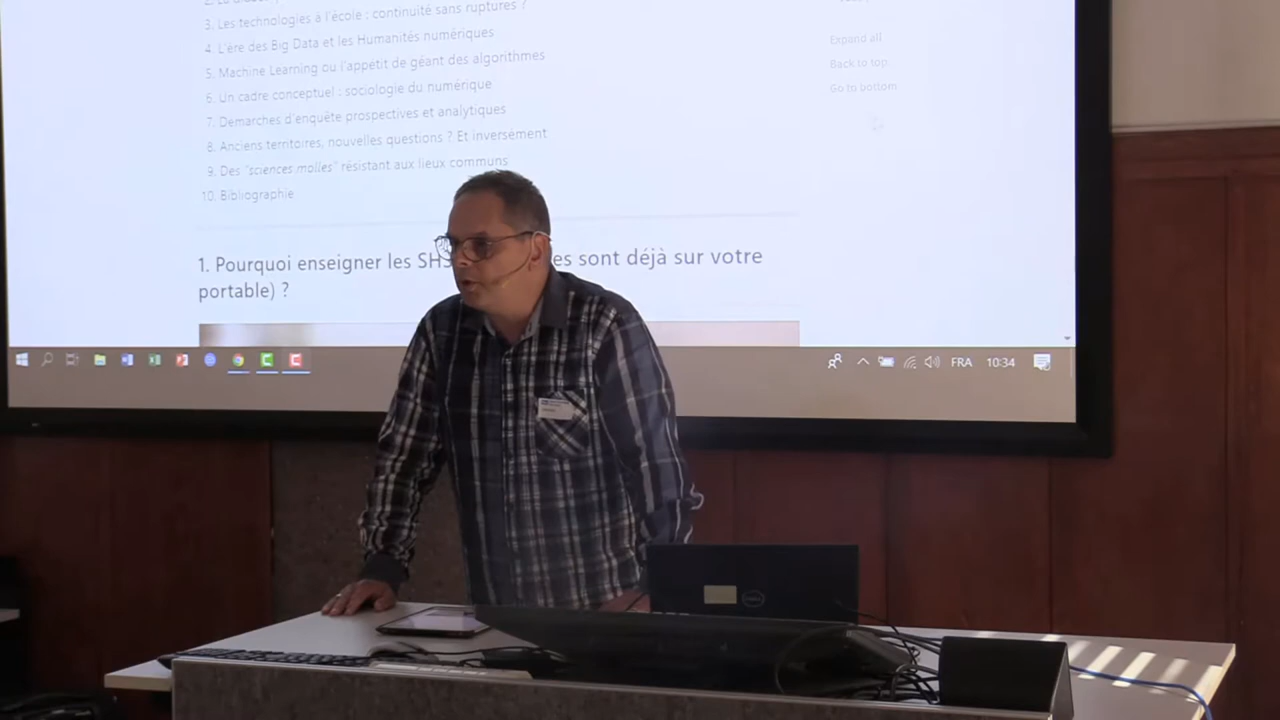 3. Les technologies à l'école : continuité sans ruptures ?
4. L'ère des Big Data et les Humanités numériques
5. Machine Learning ou l'appétit de géant des algorithmes
6. Un cadre conceptuel : sociologie du numérique
7. Démarches d'enquête prospectives et analytiques
8. Anciens territoires, nouvelles questions ? Et inversement
9. Des "sciences molles" résistant aux lieux communs
10. Bibliographie
Expand all
Back to top
Go to bottom
1. Pourquoi enseigner les SHS es sont déjà sur votre
portable) ?
FRA 10:34
DELL